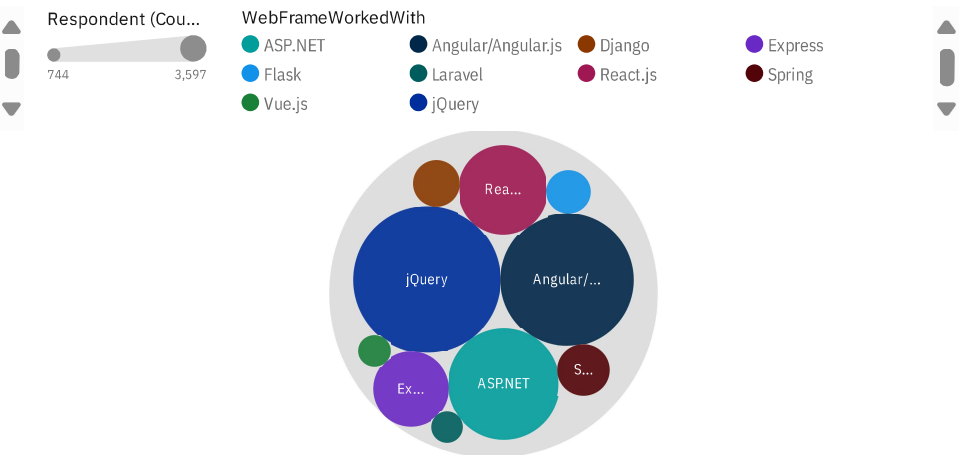 Respondent (Cou...
744 3,597
WebFrameWorkedWith
ASP.NET Angular/Angular.js Django Express
Flask Laravel React.js Spring
Vue.js jQuery
Rea...
jQuery Angular/...
S...
ASP.NET
Ex...